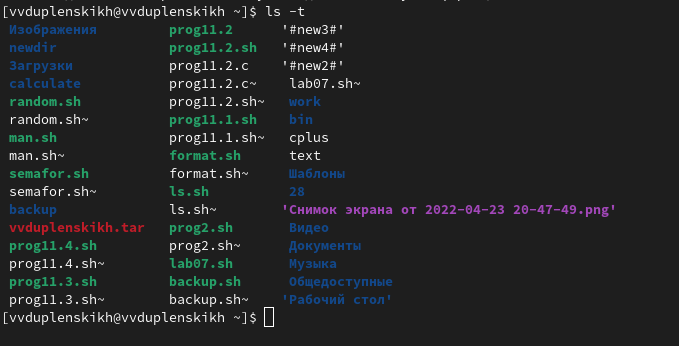 [vvduplenskikh@vvduplenskikh ~]$ ls -t
Изображения prog11.2 '#new3#'
newdir prog11.2.sh '#new4#'
Загрузки prog11.2.c '#new2#'
calculate prog11.2.c~ lab07.sh~
random.sh prog11.2.sh~ work
random.sh~ prog11.1.sh bin
man.sh prog11.1.sh~ cplus
man.sh~ format.sh text
semafor.sh format.sh~ Шаблоны
semafor.sh~ ls.sh 28
backup ls.sh~ 'Снимок экрана от 2022-04-23 20-47-49.png'
vvduplenskikh.tar prog2.sh Видео
prog11.4.sh prog2.sh~ Документы
prog11.4.sh~ lab07.sh Музыка
prog11.3.sh backup.sh Общедоступные
prog11.3.sh~ backup.sh~ 'Рабочий стол'
[vvduplenskikh@vvduplenskikh ~]$